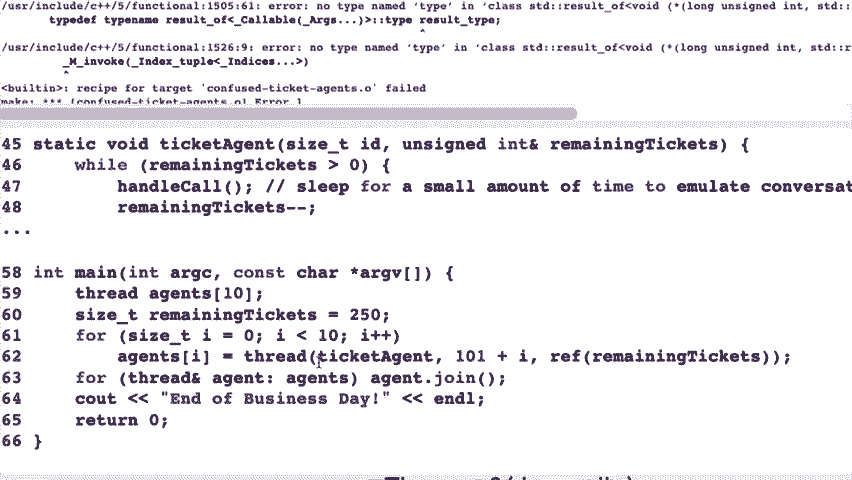 /usr/include/c++/5/functional:1505:61: error: no type named ‘type’ in ‘class std::result_of<void (*(long unsigned int, std::r
typedef typename result_of<_Callable(_Args...)>::type result_type;
^
/usr/include/c++/5/functional:1526:9: error: no type named ‘type’ in ‘class std::result_of<void (*(long unsigned int, std::r
_M_invoke(_Index_tuple<_Indices...>)
^
<builtin>: recipe for target 'confused-ticket-agents.o' failed
make: *** [confused-ticket-agents.o] Error 1
45 static void ticketAgent(size_t id, unsigned int& remainingTickets) {
46 while (remainingTickets > 0) {
47 handleCall(); // sleep for a small amount of time to emulate conversat
48 remainingTickets--;
...
58 int main(int argc, const char *argv[]) {
59 thread agents[10];
60 size_t remainingTickets = 250;
61 for (size_t i = 0; i < 10; i++)
62 agents[i] = thread(ticketAgent, 101 + i, ref(remainingTickets));
63 for (thread& agent: agents) agent.join();
64 cout << "End of Business Day!" << endl;
65 return 0;
66 }